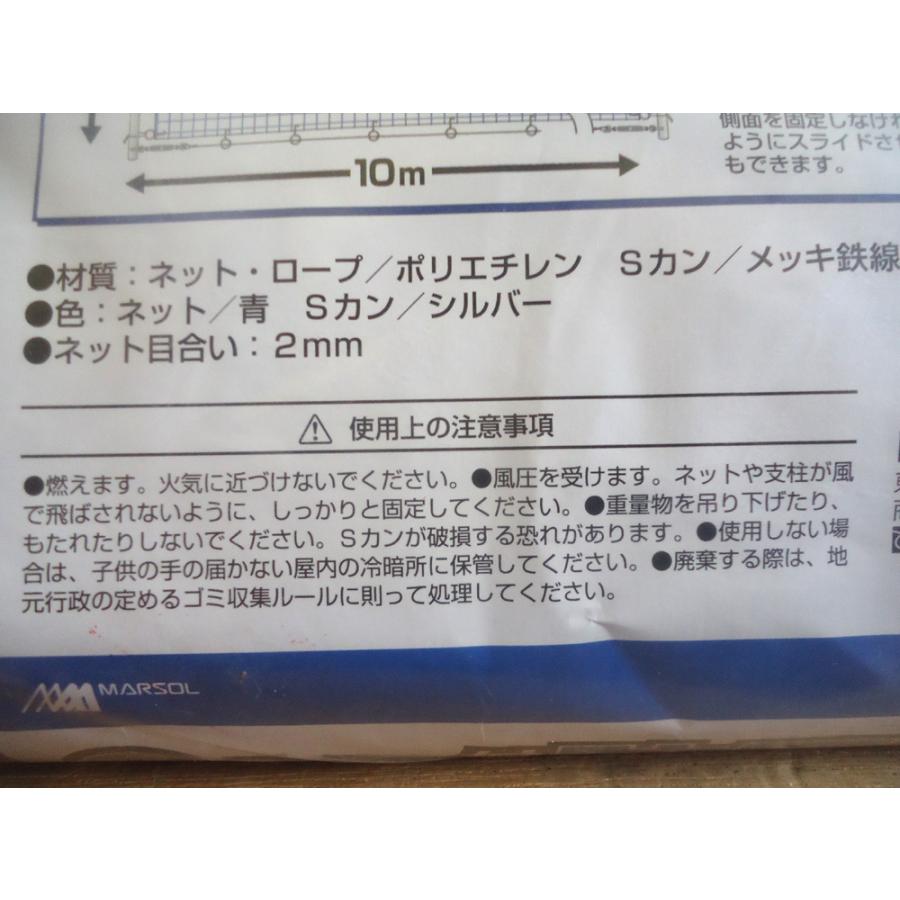 側面を固定しなけれ
ようにスライドさせ
もできます。
10m
●材質：ネット・ロープ／ポリエチレン　Sカン／メッキ鉄線
●色：ネット／青　Sカン／シルバー
●ネット目合い：2mm
⚠ 使用上の注意事項
●燃えます。火気に近づけないでください。●風圧を受けます。ネットや支柱が風
で飛ばされないように、しっかりと固定してください。●重量物を吊り下げたり、
もたれたりしないでください。Sカンが破損する恐れがあります。●使用しない場
合は、子供の手の届かない屋内の冷暗所に保管してください。●廃棄する際は、地
元行政の定めるゴミ収集ルールに則って処理してください。
MARSOL